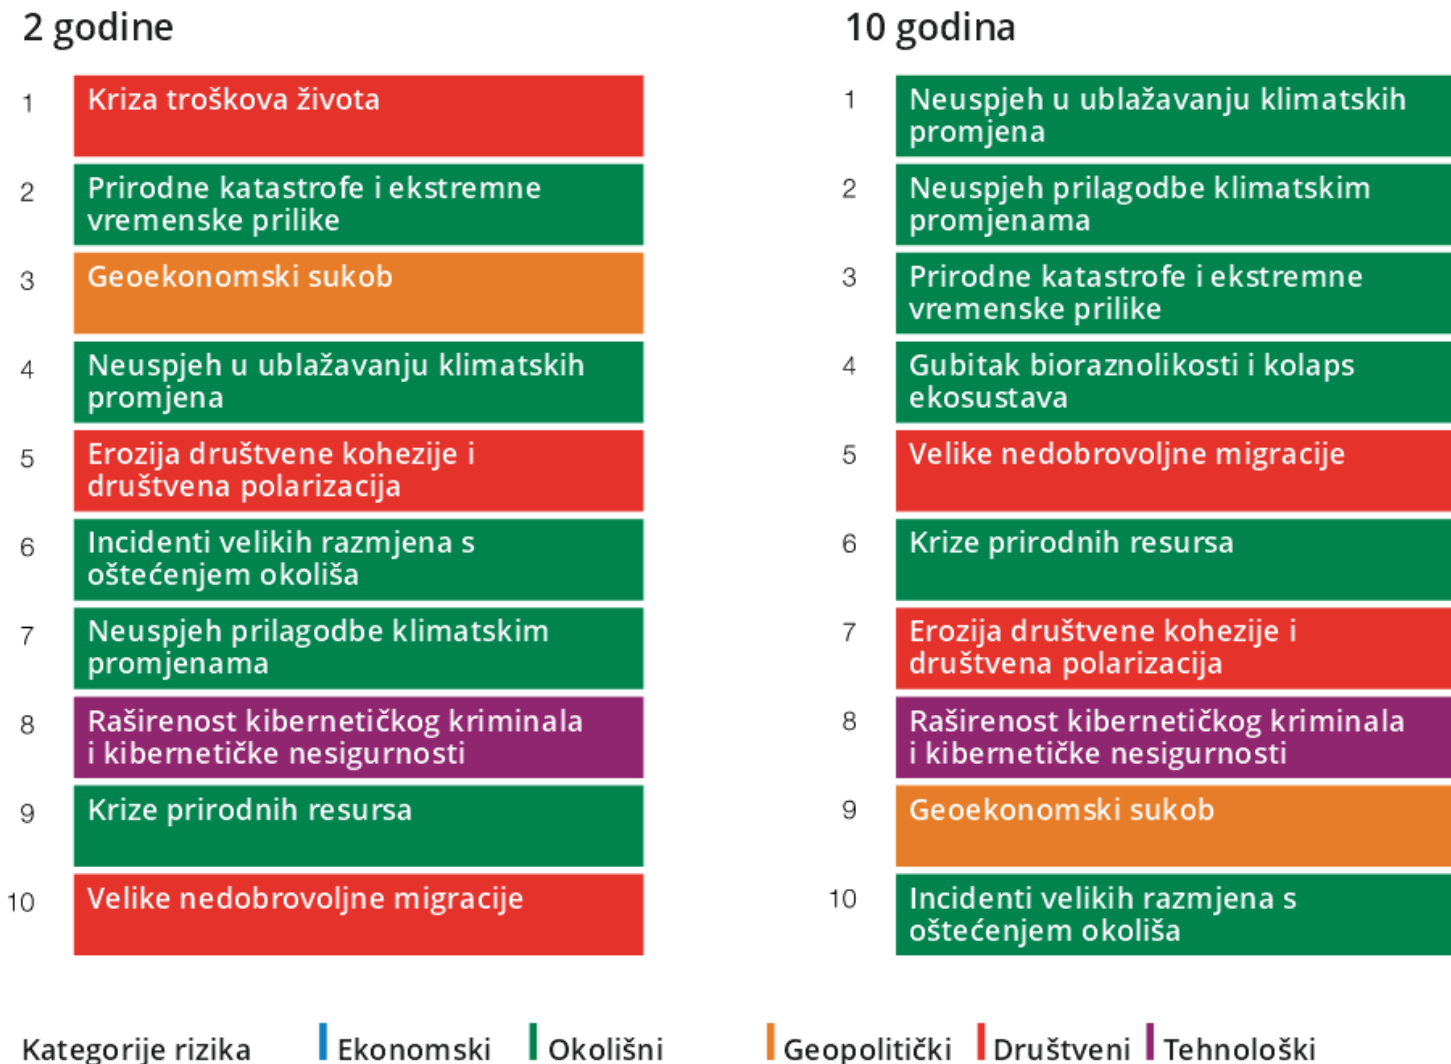 2 godine
1
Kriza troškova života
2
Prirodne katastrofe i ekstremne
vremenske prilike
3
Geoekonomski sukob
4
Neuspjeh u ublažavanju klimatskih
promjena
5
Erozija društvene kohezije i
društvena polarizacija
6
Incidenti velikih razmjena s
oštećenjem okoliša
7
Neuspjeh prilagodbe klimatskim
promjenama
8
Raširenost kibernetičkog kriminala
i kibernetičke nesigurnosti
9
Krize prirodnih resursa
10
Velike nedobrovoljne migracije
10 godina
1
Neuspjeh u ublažavanju klimatskih
promjena
2
Neuspjeh prilagodbe klimatskim
promjenama
3
Prirodne katastrofe i ekstremne
vremenske prilike
4
Gubitak bioraznolikosti i kolaps
ekosustava
5
Velike nedobrovoljne migracije
6
Krize prirodnih resursa
7
Erozija društvene kohezije i
društvena polarizacija
8
Raširenost kibernetičkog kriminala
i kibernetičke nesigurnosti
9
Geoekonomski sukob
10
Incidenti velikih razmjena s
oštećenjem okoliša
Kategorije rizika Ekonomski Okolišni Geopolitički Društveni Tehnološki